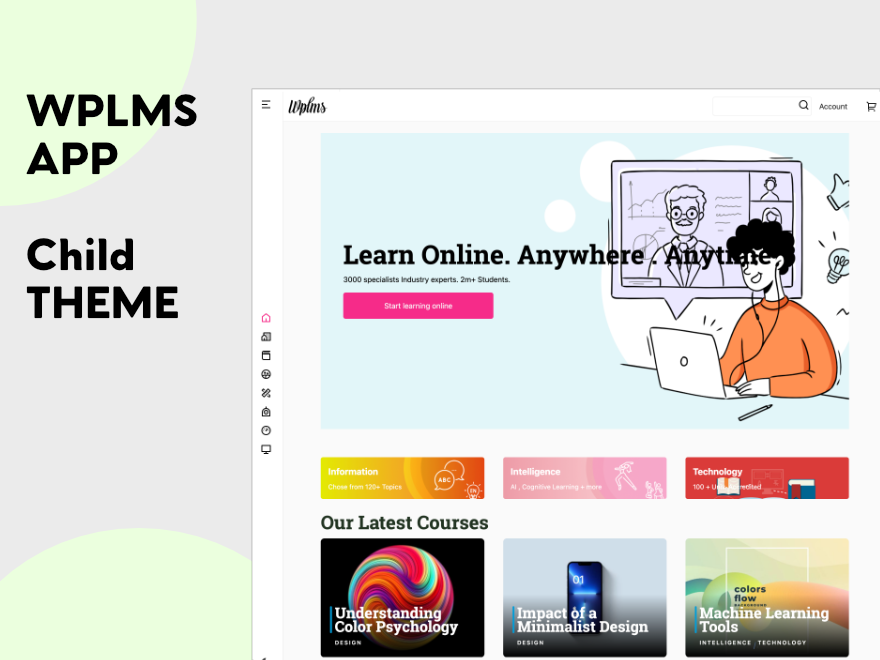 WPLMS
APP
Child
THEME
Wplms
Account
Learn Online. Anywhere . Anytime
3000 specialists Industry experts. 2m+ Students.
Start learning online
Information
Chose from 120+ Topics
ABC
EN
Intelligence
AI , Cognitive Learning + more
Technology
100 +
Our Latest Courses
Understanding
Color Psychology
DESIGN
01
Impact of a
Minimalist Design
DESIGN
colors
flow
BACKGROUND
Machine Learning
Tools
INTELLIGENCE TECHNOLOGY